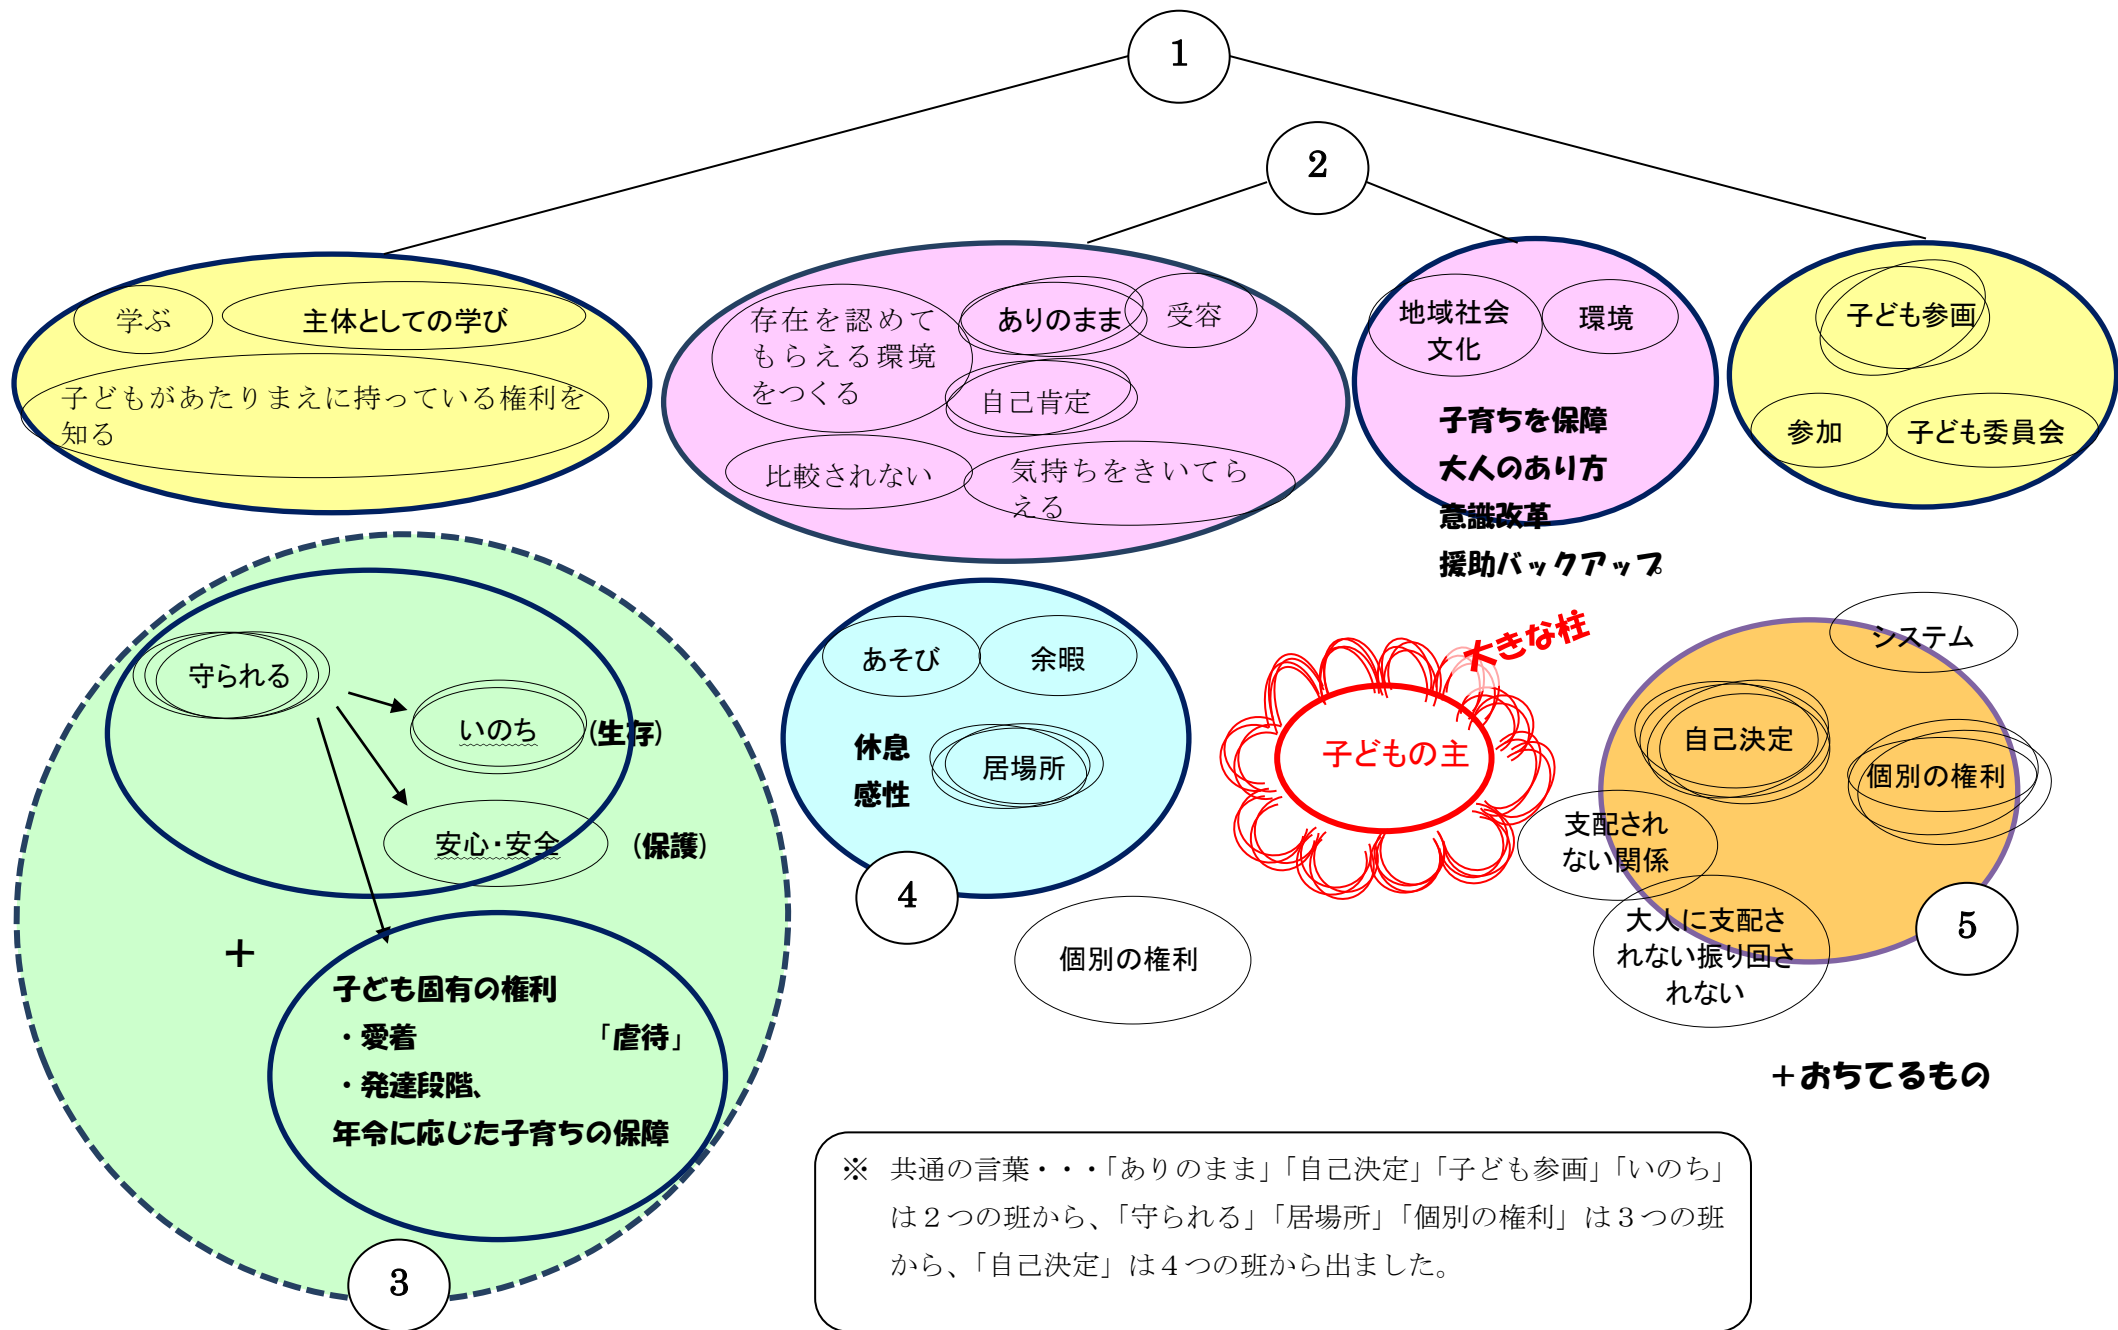 1
2
学ぶ
主体としての学び
子どもがあたりまえに持っている権利を
知る
存在を認めて
もらえる環境
をつくる
ありのまま
受容
自己肯定
比較されない
気持ちをきいてら
える
地域社会
文化
環境
子育ちを保障
大人のあり方
意識改革
援助バックアップ
子ども参画
参加
子ども委員会
守られる
いのち
(生存)
安心・安全
(保護)
+
子ども固有の権利
・愛着 「虐待」
・発達段階、
年令に応じた子育ちの保障
3
あそび
余暇
休息
感性
居場所
4
個別の権利
大きな柱
子どもの主
システム
自己決定
個別の権利
支配され
ない関係
大人に支配さ
れない振り回さ
れない
5
+おちてるもの
※ 共通の言葉・・・「ありのまま」「自己決定」「子ども参画」「いのち」
は２つの班から、「守られる」「居場所」「個別の権利」は３つの班
から、「自己決定」は４つの班から出ました。